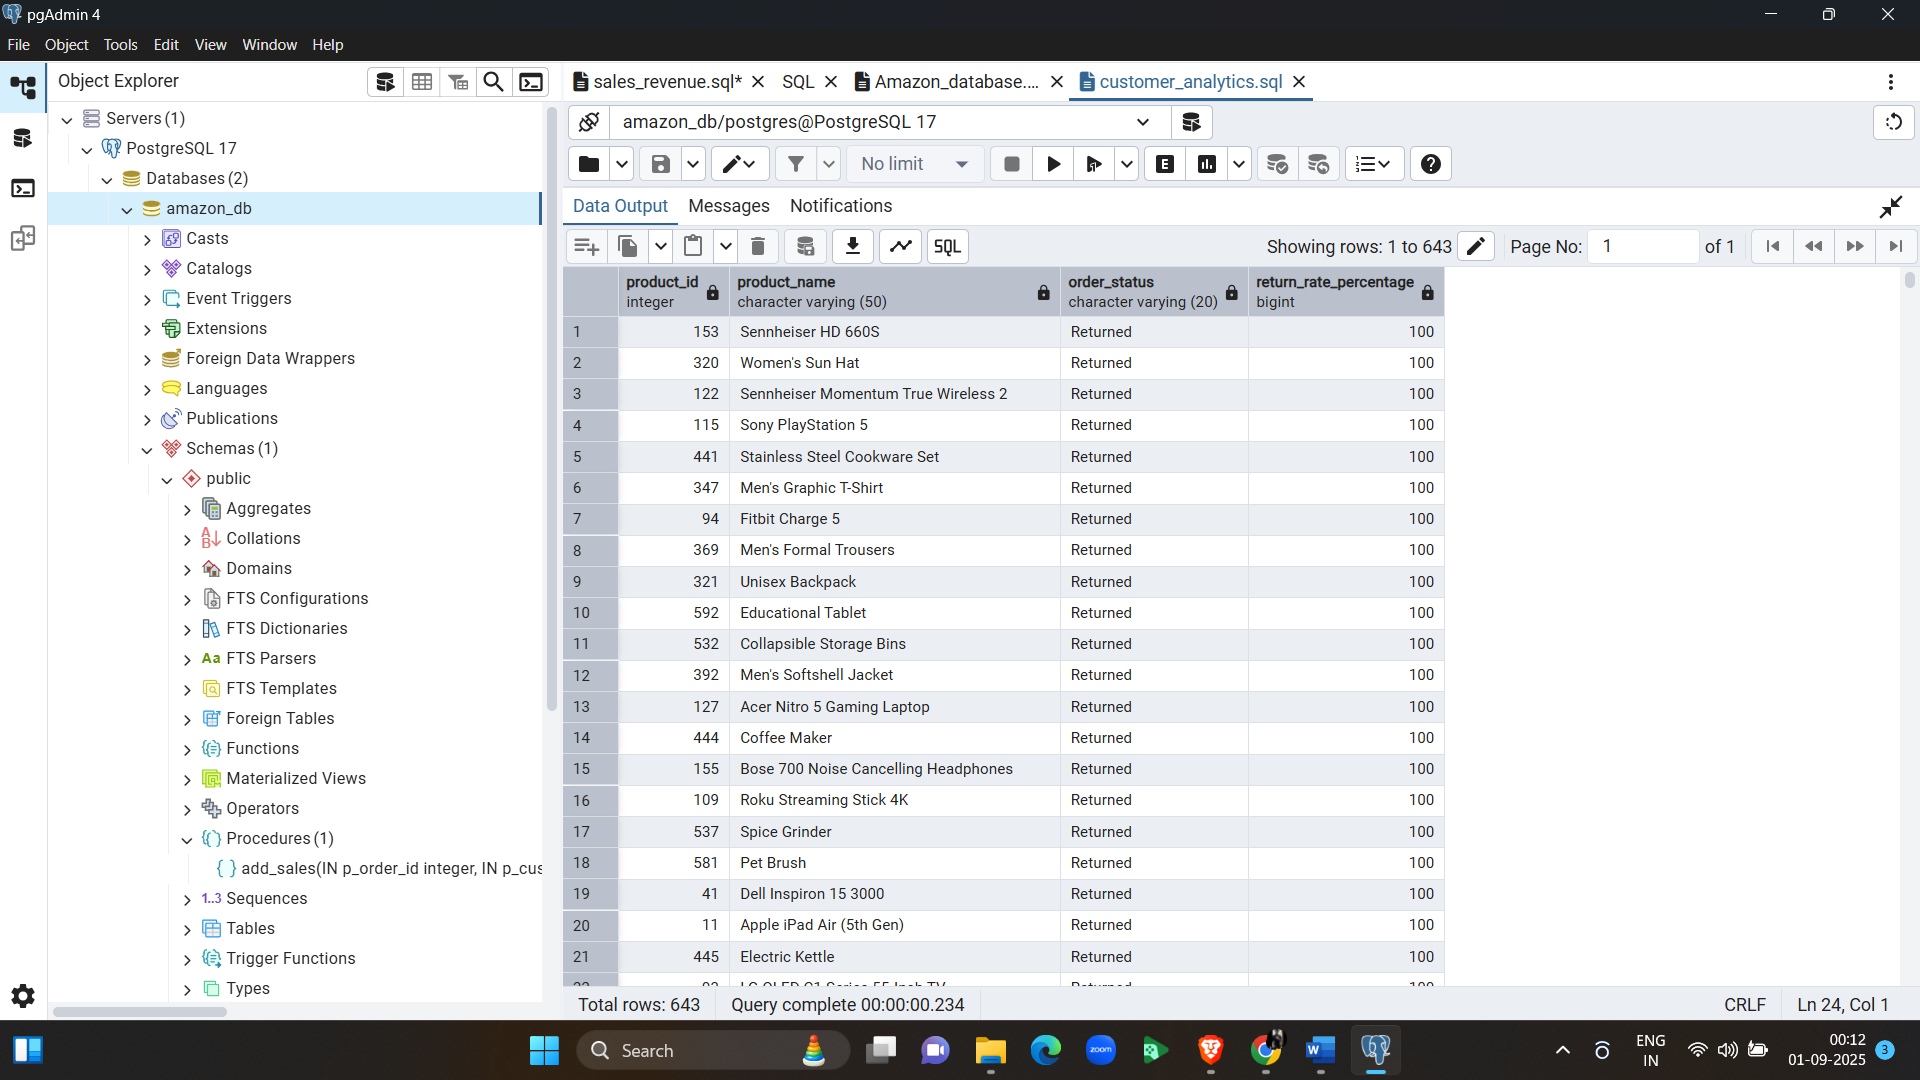 pgAdmin 4
File Object Tools Edit View Window Help
Object Explorer
sales_revenue.sql* SQL Amazon_database.... customer_analytics.sql
Servers (1)
PostgreSQL 17
Databases (2)
amazon_db
Casts
Catalogs
Event Triggers
Extensions
Foreign Data Wrappers
Languages
Publications
Schemas (1)
public
Aggregates
Collations
Domains
FTS Configurations
FTS Dictionaries
Aa FTS Parsers
FTS Templates
Foreign Tables
Functions
Materialized Views
Operators
Procedures (1)
add_sales(IN p_order_id integer, IN p_cus
1..3 Sequences
Tables
Trigger Functions
Types
amazon_db/postgres@PostgreSQL 17
No limit
E
Data Output Messages Notifications
SQL Showing rows: 1 to 643 Page No: 1 of 1
product_id product_name order_status return_rate_percentage
integer character varying (50) character varying (20) bigint
1 153 Sennheiser HD 660S Returned 100
2 320 Women's Sun Hat Returned 100
3 122 Sennheiser Momentum True Wireless 2 Returned 100
4 115 Sony PlayStation 5 Returned 100
5 441 Stainless Steel Cookware Set Returned 100
6 347 Men's Graphic T-Shirt Returned 100
7 94 Fitbit Charge 5 Returned 100
8 369 Men's Formal Trousers Returned 100
9 321 Unisex Backpack Returned 100
10 592 Educational Tablet Returned 100
11 532 Collapsible Storage Bins Returned 100
12 392 Men's Softshell Jacket Returned 100
13 127 Acer Nitro 5 Gaming Laptop Returned 100
14 444 Coffee Maker Returned 100
15 155 Bose 700 Noise Cancelling Headphones Returned 100
16 109 Roku Streaming Stick 4K Returned 100
17 537 Spice Grinder Returned 100
18 581 Pet Brush Returned 100
19 41 Dell Inspiron 15 3000 Returned 100
20 11 Apple iPad Air (5th Gen) Returned 100
21 445 Electric Kettle Returned 100
Total rows: 643 Query complete 00:00:00.234 CRLF Ln 24, Col 1
Search
zoom
ENG
IN
00:12
01-09-2025
3